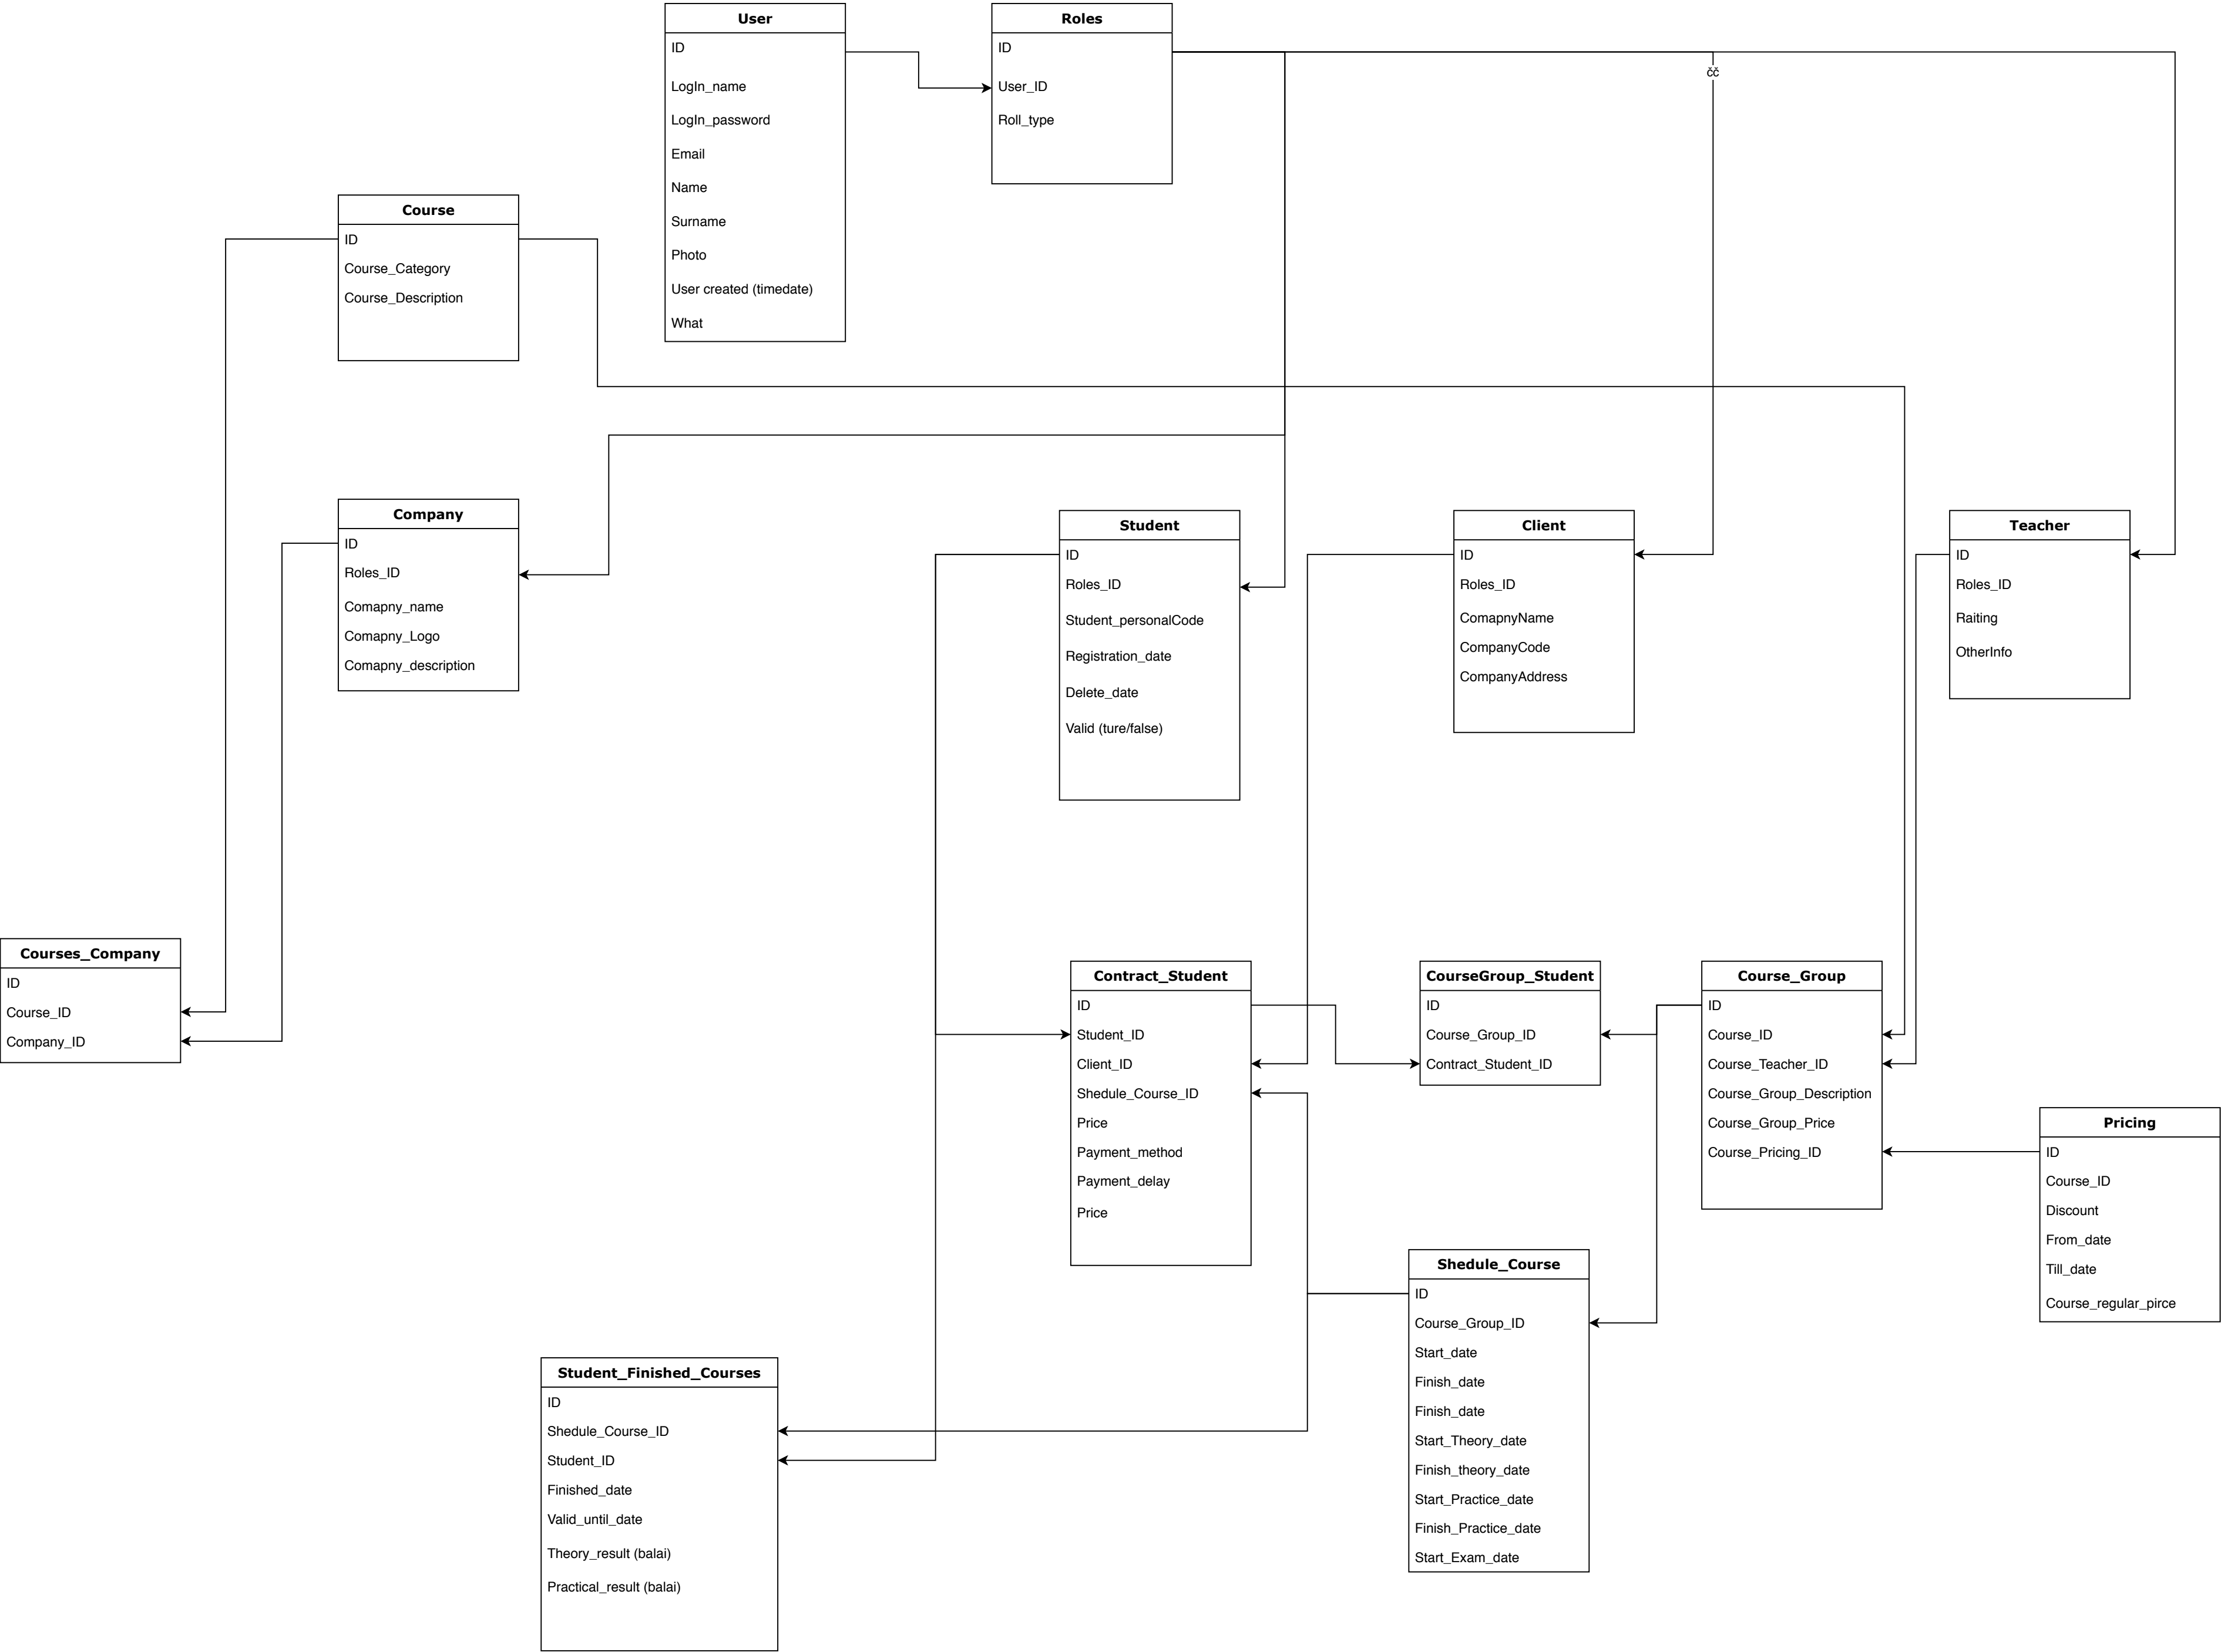 User
ID
LogIn_name
LogIn_password
Email
Name
Surname
Photo
User created (timedate)
What
Roles
ID
User_ID
Roll_type
čč
Course
ID
Course_Category
Course_Description
Company
ID
Roles_ID
Comapny_name
Comapny_Logo
Comapny_description
Student
ID
Roles_ID
Student_personalCode
Registration_date
Delete_date
Valid (ture/false)
Client
ID
Roles_ID
ComapnyName
CompanyCode
CompanyAddress
Teacher
ID
Roles_ID
Raiting
OtherInfo
Courses_Company
ID
Course_ID
Company_ID
Contract_Student
ID
Student_ID
Client_ID
Shedule_Course_ID
Price
Payment_method
Payment_delay
Price
CourseGroup_Student
ID
Course_Group_ID
Contract_Student_ID
Course_Group
ID
Course_ID
Course_Teacher_ID
Course_Group_Description
Course_Group_Price
Course_Pricing_ID
Pricing
ID
Course_ID
Discount
From_date
Till_date
Course_regular_pirce
Shedule_Course
ID
Course_Group_ID
Start_date
Finish_date
Finish_date
Start_Theory_date
Finish_theory_date
Start_Practice_date
Finish_Practice_date
Start_Exam_date
Student_Finished_Courses
ID
Shedule_Course_ID
Student_ID
Finished_date
Valid_until_date
Theory_result (balai)
Practical_result (balai)